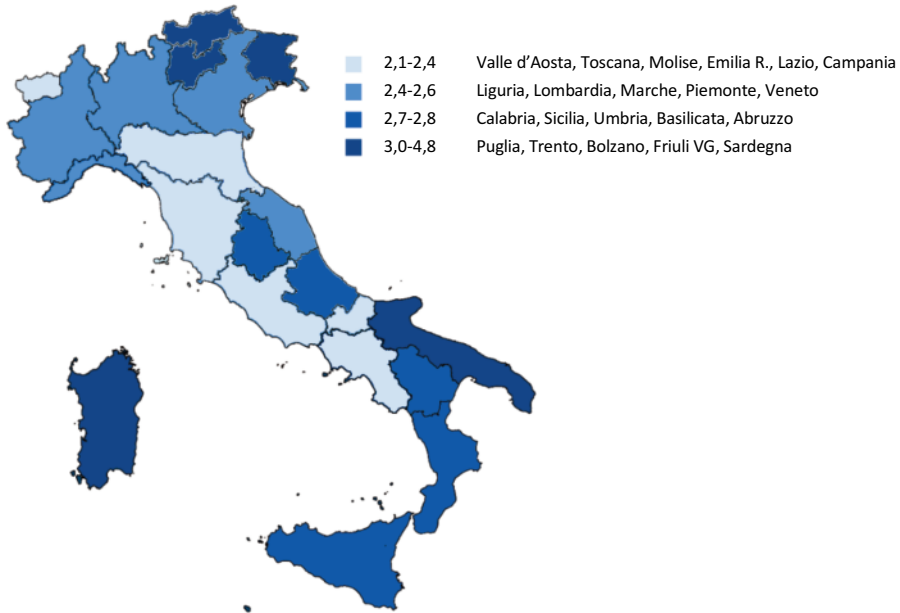 2,1-2,4 Valle d'Aosta, Toscana, Molise, Emilia R., Lazio, Campania
2,4-2,6 Liguria, Lombardia, Marche, Piemonte, Veneto
2,7-2,8 Calabria, Sicilia, Umbria, Basilicata, Abruzzo
3,0-4,8 Puglia, Trento, Bolzano, Friuli VG, Sardegna